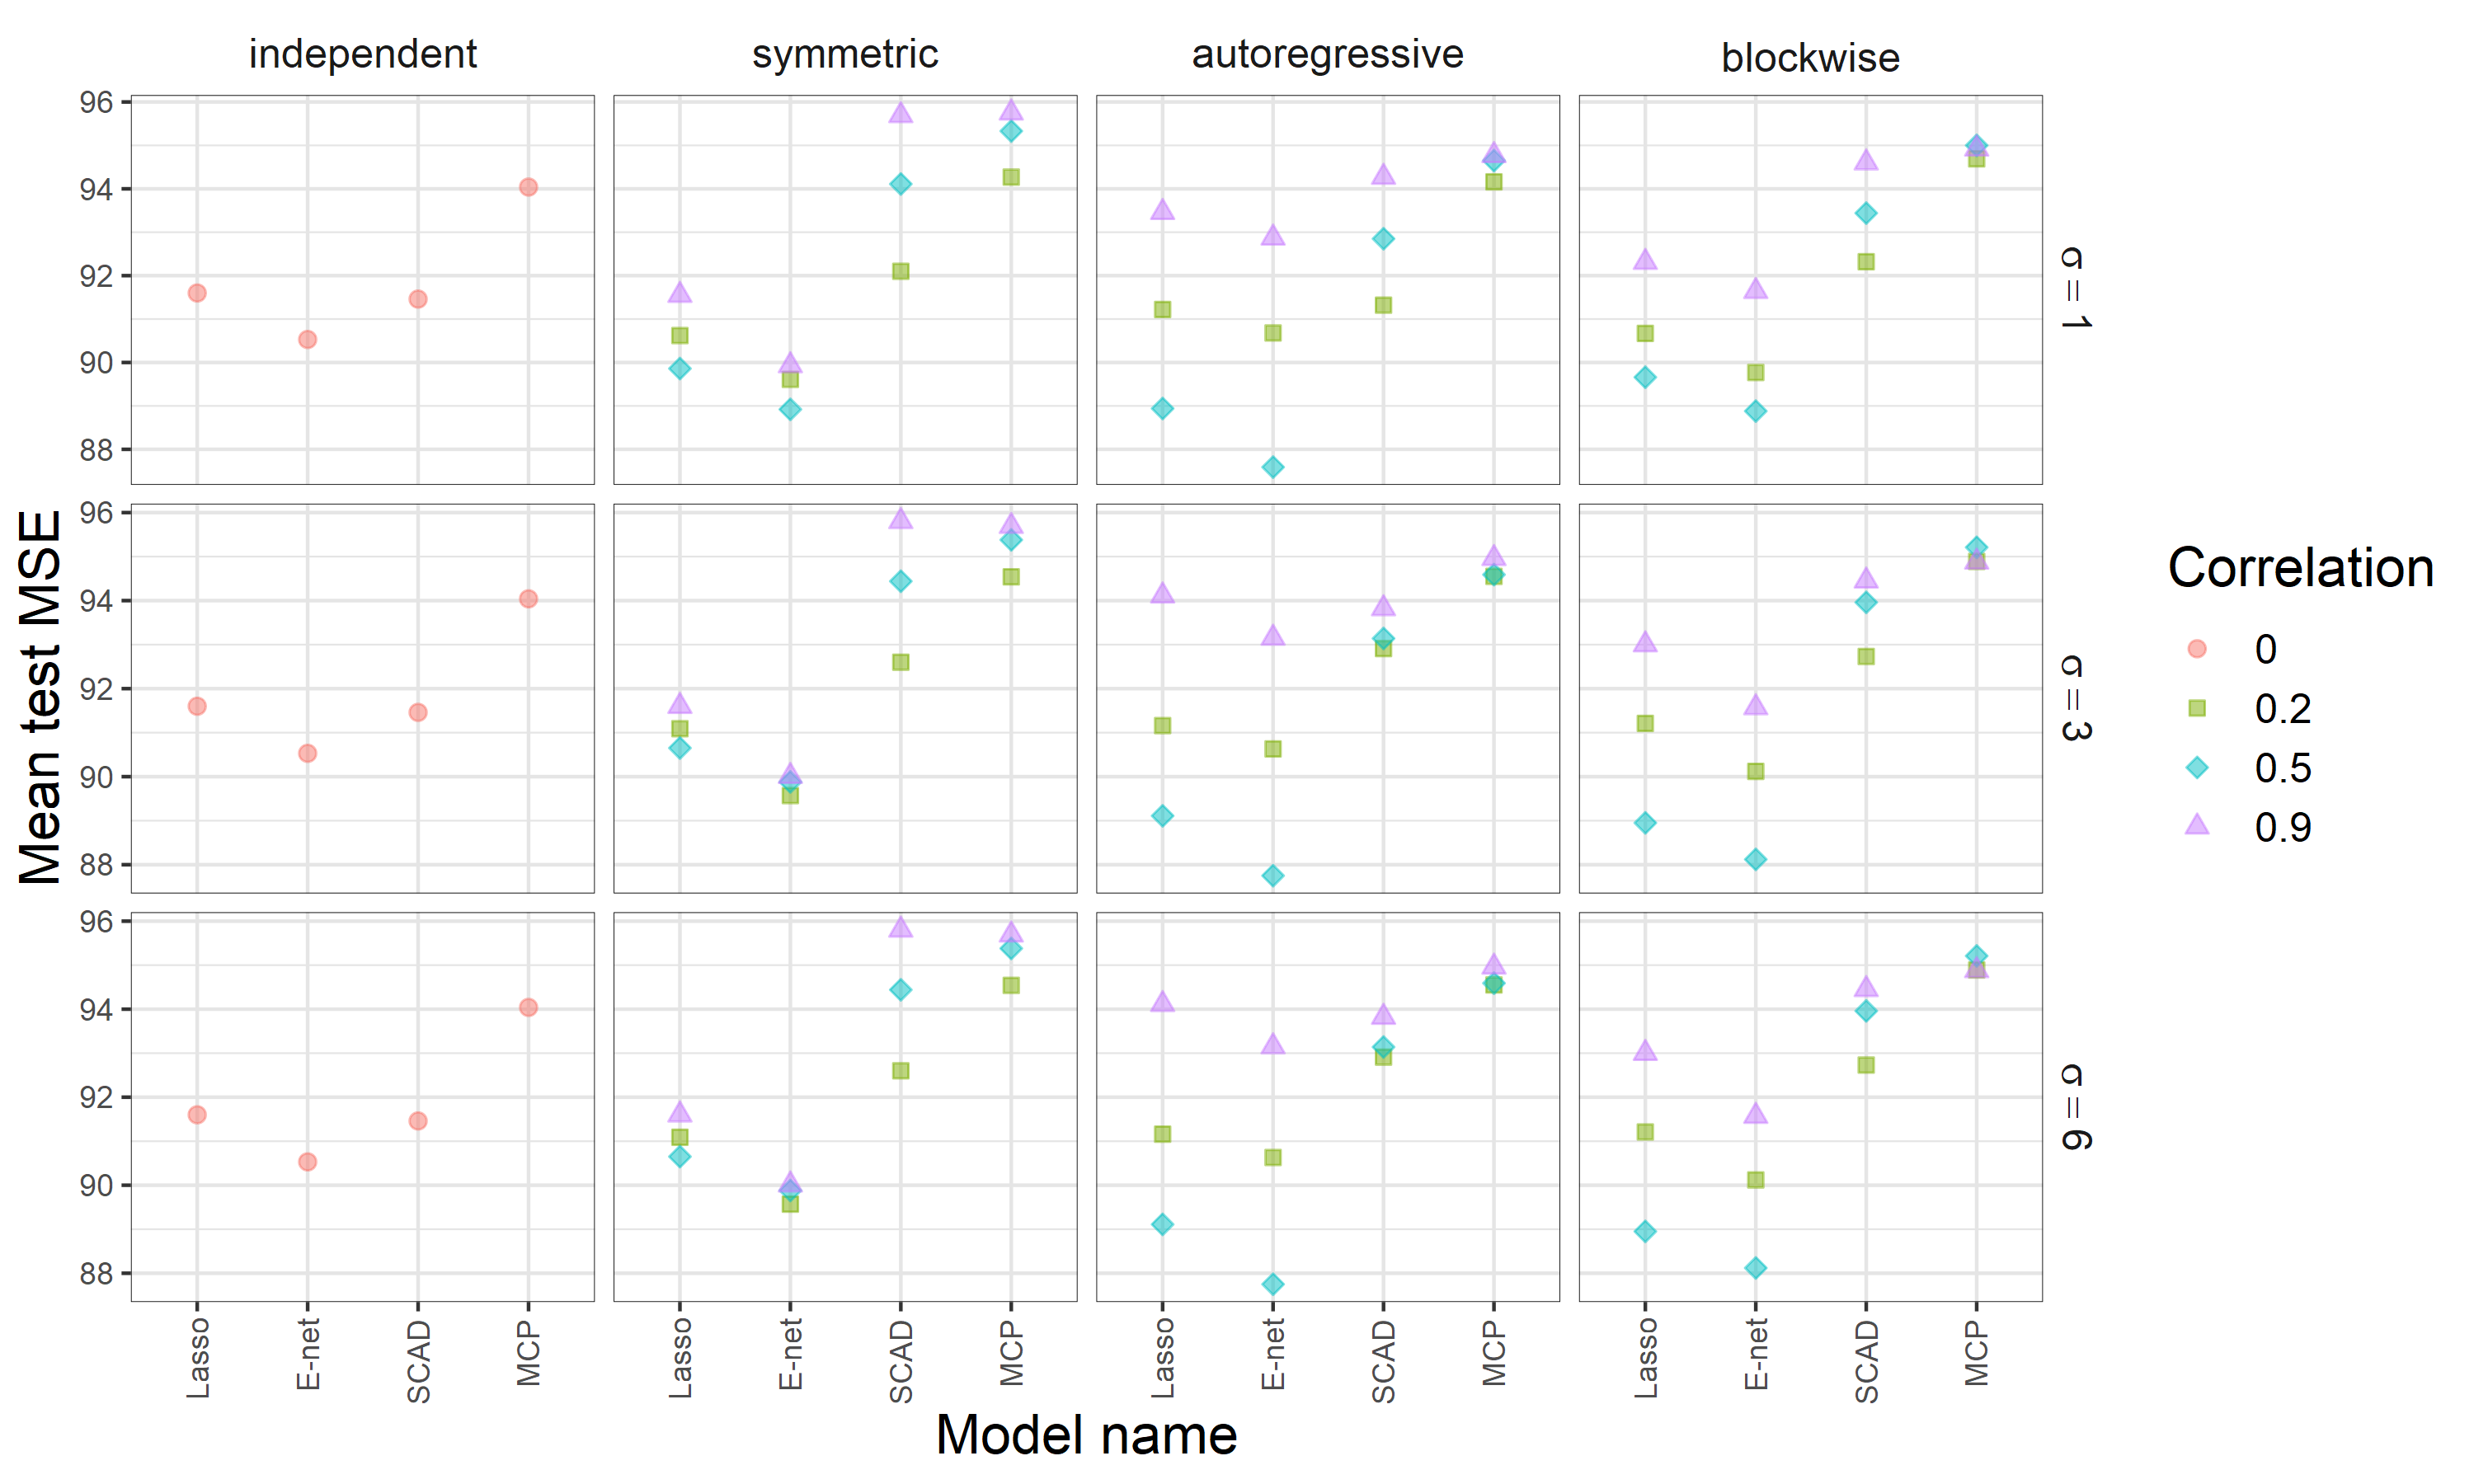 independent
symmetric
autoregressive
blockwise
96
94
92
90
88
σ = 1
96
94
92
90
88
σ = 3
96
94
92
90
88
σ = 6
Mean test MSE
Lasso
E-net
SCAD
MCP
Lasso
E-net
SCAD
MCP
Lasso
E-net
SCAD
MCP
Lasso
E-net
SCAD
MCP
Model name
Correlation
0
0.2
0.5
0.9